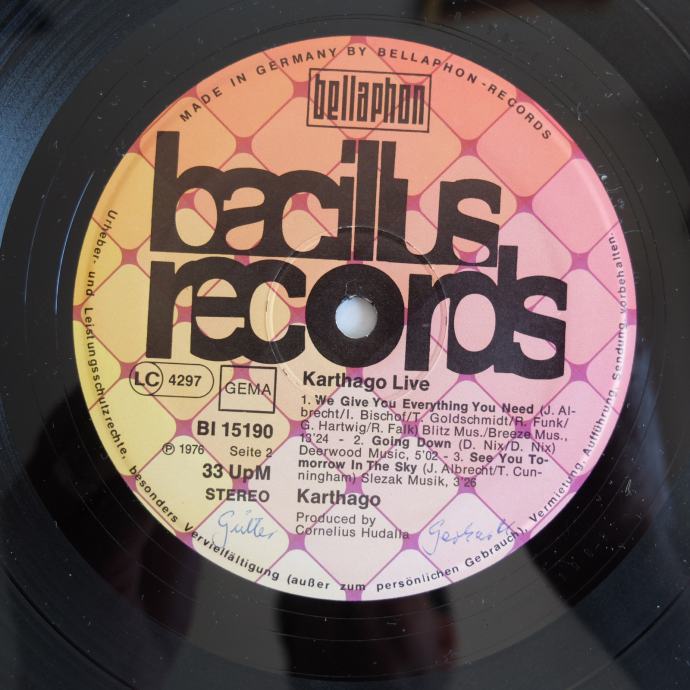 MADE IN GERMANY BY BELLAPHON-RECORDS
bellaphon
bacillus
records
LC 4297
GEMA
BI 15190
Ⓟ 1976 Seite 2
33 UpM
STEREO
Karthago Live
1. We Give You Everything You Need (J. Al-
brecht/I. Bischof/T. Goldschmidt/R. Funk/
G. Hartwig/R. Falk) Blitz Mus./Breeze Mus.,
13'24 - 2. Going Down (D. Nix/D. Nix)
Deerwood Music, 5'02 - 3. See You To-
morrow In The Sky (J. Albrecht/T. Cun-
ningham) Slezak Musik, 3'26
Karthago
Produced by
Cornelius Hudalla
Urheber- und Leistungsschutzrechte, besonders Vervielfältigung (außer zum persönlichen Gebrauch), Vermietung, Aufführung, Sendung vorbehalten.